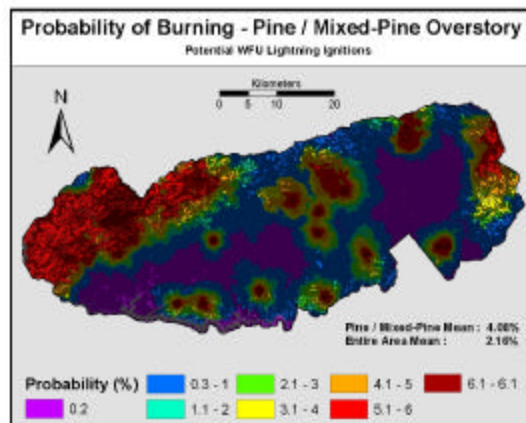 Probability of Burning - Pine / Mixed-Pine Overstory
Potential WFU Lightning Ignitions
Kilometers
0 5 10 20
N
Pine / Mixed-Pine Mean : 4.08%
Entire Area Mean : 2.16%
Probability (%)
0.3 - 1 2.1 - 3 4.1 - 5 6.1 - 6.1
0.2 1.1 - 2 3.1 - 4 5.1 - 6